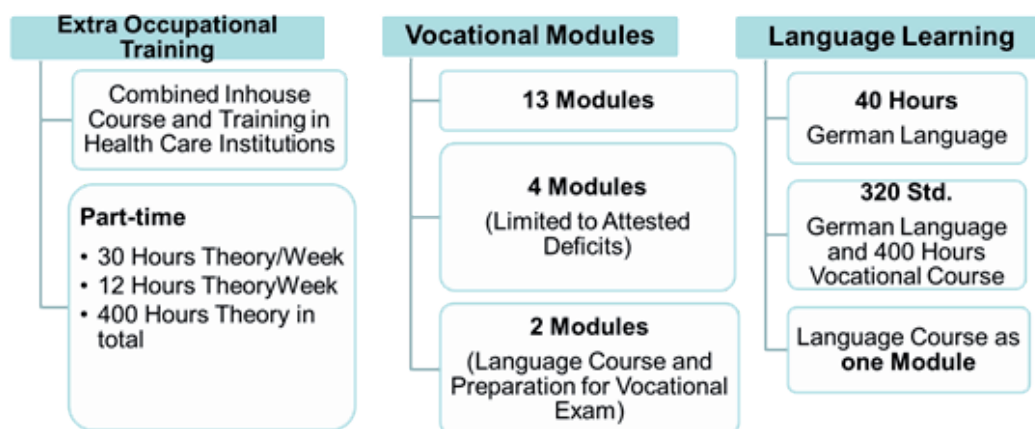 Extra Occupational
Training
Combined Inhouse
Course and Training in
Health Care Institutions
Part-time
• 30 Hours Theory/Week
• 12 Hours TheoryWeek
• 400 Hours Theory in
total
Vocational Modules
13 Modules
4 Modules
(Limited to Attested
Deficits)
2 Modules
(Language Course and
Preparation for Vocational
Exam)
Language Learning
40 Hours
German Language
320 Std.
German Language
and 400 Hours
Vocational Course
Language Course as
one Module